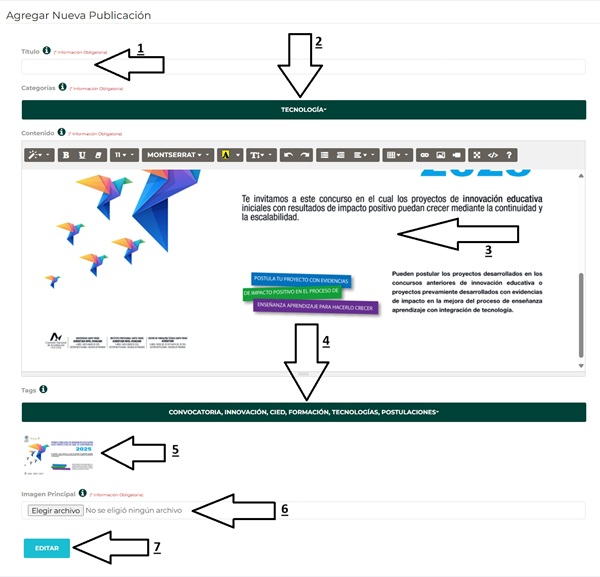 Agregar Nueva Publicación
Título (* Información Obligatoria)
1
2
Categorías (* Información Obligatoria)
TECNOLOGÍA
Contenido (* Información Obligatoria)
B U 11 MONTSERRAT A ?
2025
Te invitamos a este concurso en el cual los proyectos de innovación educativa
iniciales con resultados de impacto positivo puedan crecer mediante la continuidad y
la escalabilidad.
3
POSTULA TU PROYECTO CON EVIDENCIAS
DE IMPACTO POSITIVO EN EL PROCESO DE
ENSEÑANZA APRENDIZAJE PARA HACERLO CRECER
Pueden postular los proyectos desarrollados en los
concursos anteriores de innovación educativa o
proyectos previamente desarrollados con evidencias
de impacto en la mejora del proceso de enseñanza
aprendizaje con integración de tecnología.
4
Tags
CONVOCATORIA, INNOVACIÓN, CIED, FORMACIÓN, TECNOLOGÍAS, POSTULACIONES
2025
5
Imagen Principal (* Información Obligatoria)
Elegir archivo No se eligió ningún archivo
6
EDITAR
7